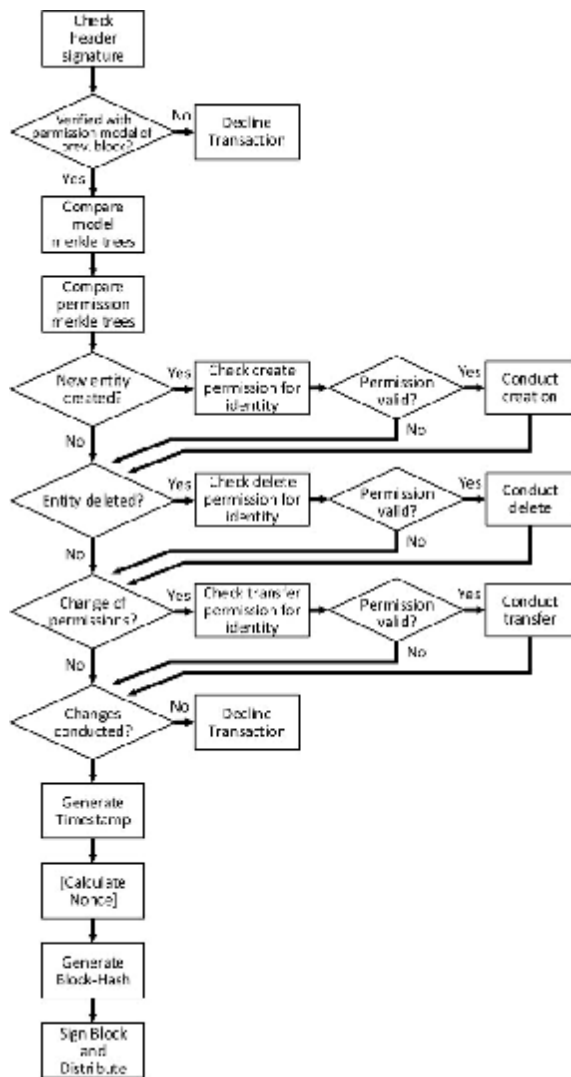 Check
header
signature
Verified with
permission model of
prev. block?
No
Decline
Transaction
Yes
Compare
model
merkle trees
Compare
permission
merkle trees
New entity
created?
Yes
Check create
permission for
identity
Permission
valid?
Yes
Conduct
creation
No
No
Entity deleted?
Yes
Check delete
permission for
identity
Permission
valid?
Yes
Conduct
delete
No
No
Change of
permissions?
Yes
Check transfer
permission for
identity
Permission
valid?
Yes
Conduct
transfer
No
No
Changes
conducted?
No
Decline
Transaction
Generate
Timestamp
[Calculate
Nonce]
Generate
Block-Hash
Sign Block
and
Distribute